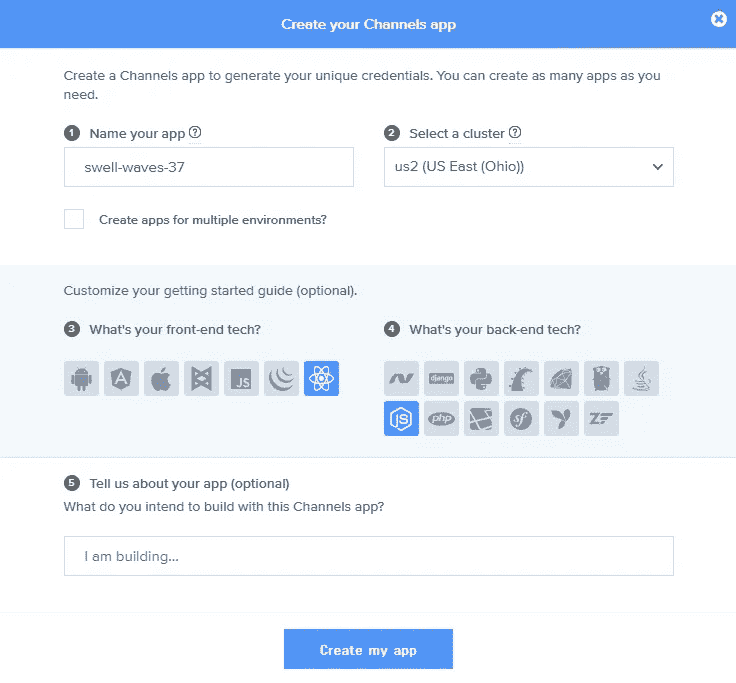 Create your Channels app
Create a Channels app to generate your unique credentials. You can create as many apps as you
need.
1 Name your app ?
2 Select a cluster ?
swell-waves-37
us2 (US East (Ohio))
Create apps for multiple environments?
Customize your getting started guide (optional).
3 What's your front-end tech?
4 What's your back-end tech?
JS
django
JS
php
sf
ZF
5 Tell us about your app (optional)
What do you intend to build with this Channels app?
I am building...
Create my app